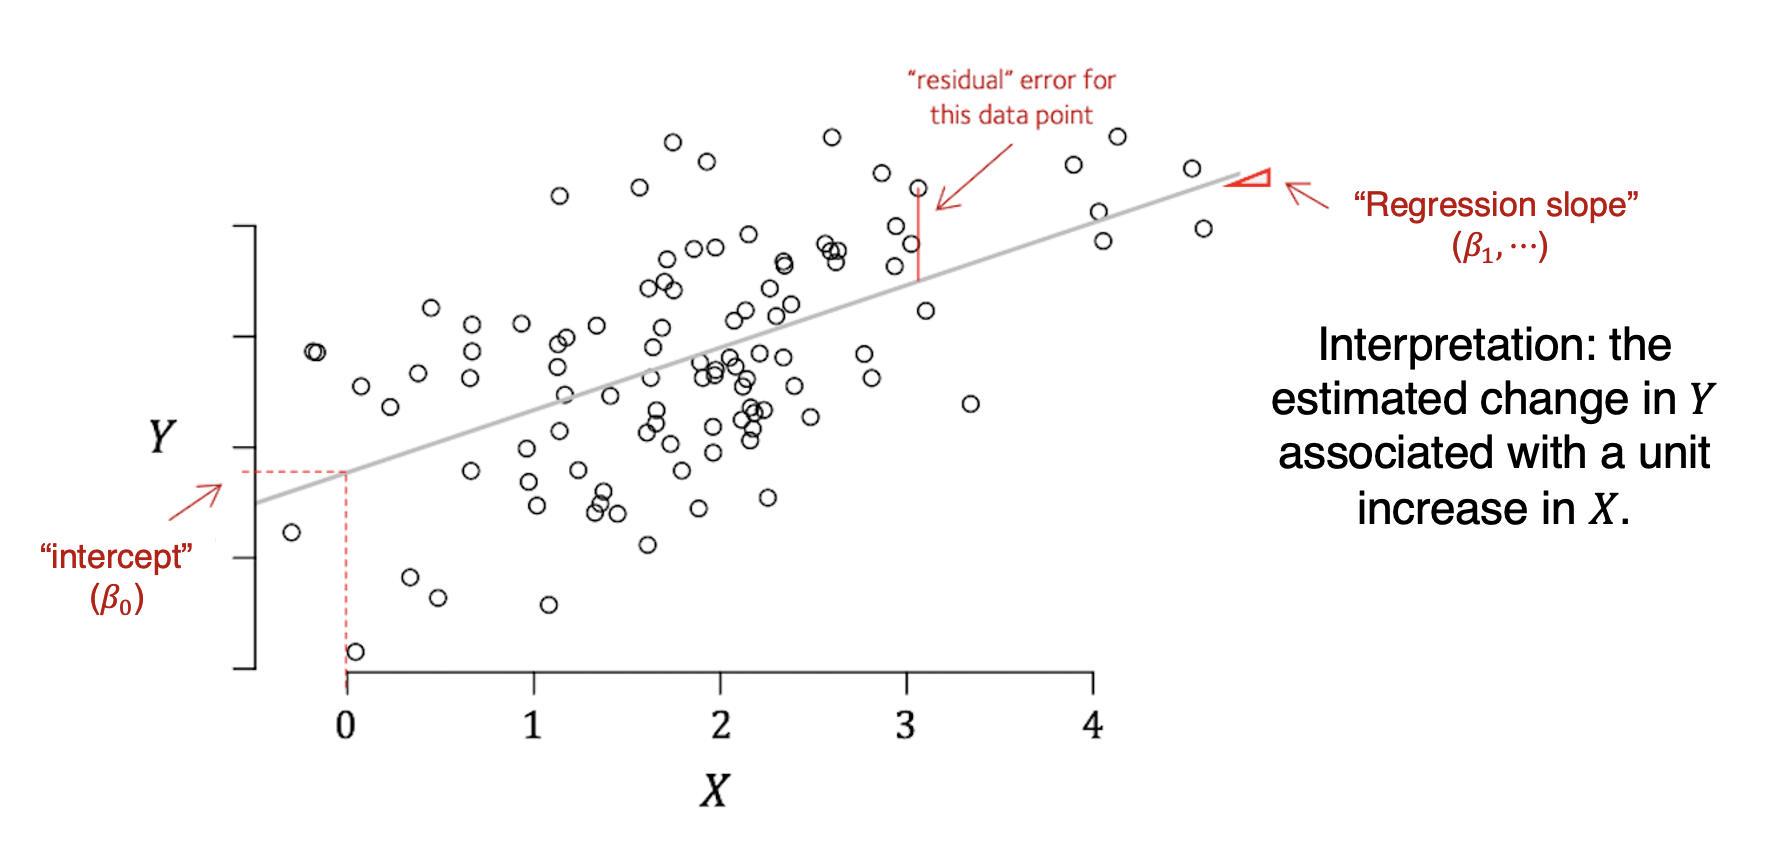 “residual” error for
this data point
“Regression slope”
(β₁, ⋯)
Interpretation: the
estimated change in Y
associated with a unit
increase in X.
Y
“intercept”
(β₀)
0 1 2 3 4
X